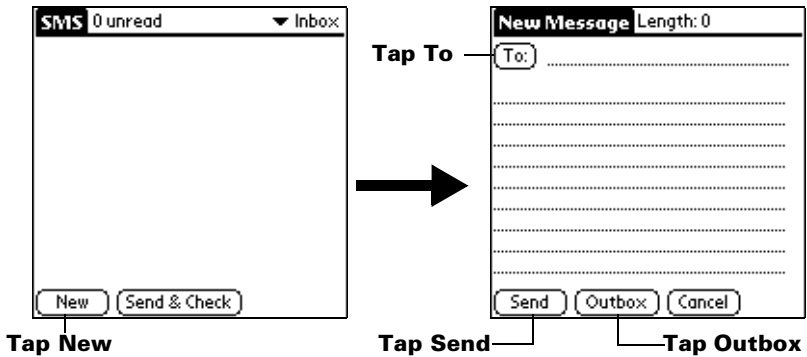 SMS 0 unread Inbox
New Send & Check
Tap New
New Message Length: 0
Tap To
To:
Send Outbox Cancel
Tap Send
Tap Outbox